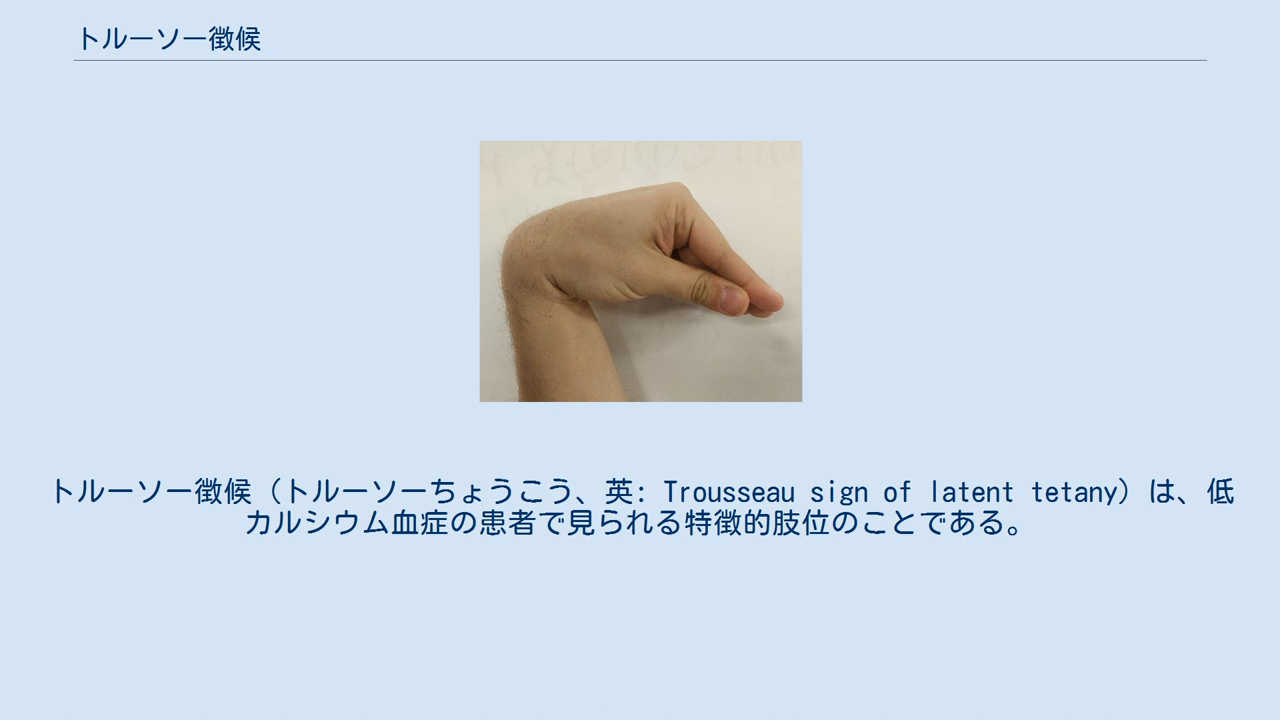 トルーソー徴候
トルーソー徴候（トルーソーちょうこう、英: Trousseau sign of latent tetany）は、低
カルシウム血症の患者で見られる特徴的肢位のことである。